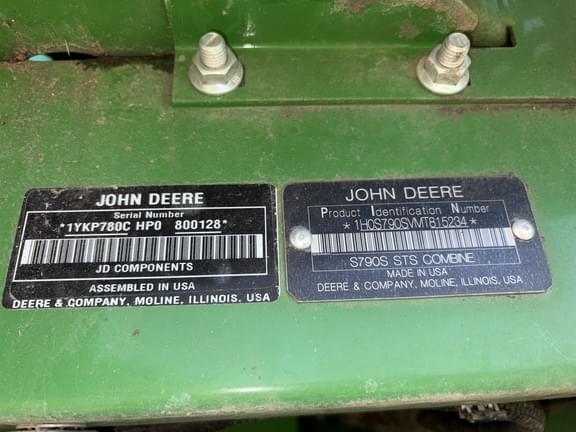 JOHN DEERE
Serial Number
*1YKP780C HP0 800128*
JD COMPONENTS
ASSEMBLED IN USA
DEERE & COMPANY, MOLINE, ILLINOIS, USA
JOHN DEERE
Product Identification Number
*1H0S790SVMT815234*
S790S STS COMBINE
MADE IN USA
DEERE & COMPANY, MOLINE, ILLINOIS, USA